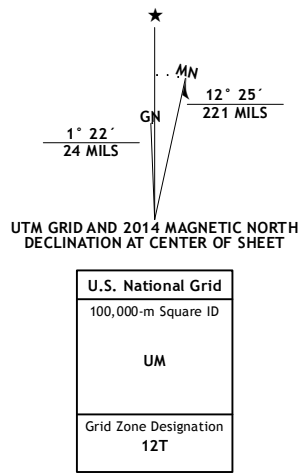 ★
MN
GN
12° 25´
221 MILS
1° 22´
24 MILS
UTM GRID AND 2014 MAGNETIC NORTH
DECLINATION AT CENTER OF SHEET
U.S. National Grid
100,000-m Square ID
UM
Grid Zone Designation
12T